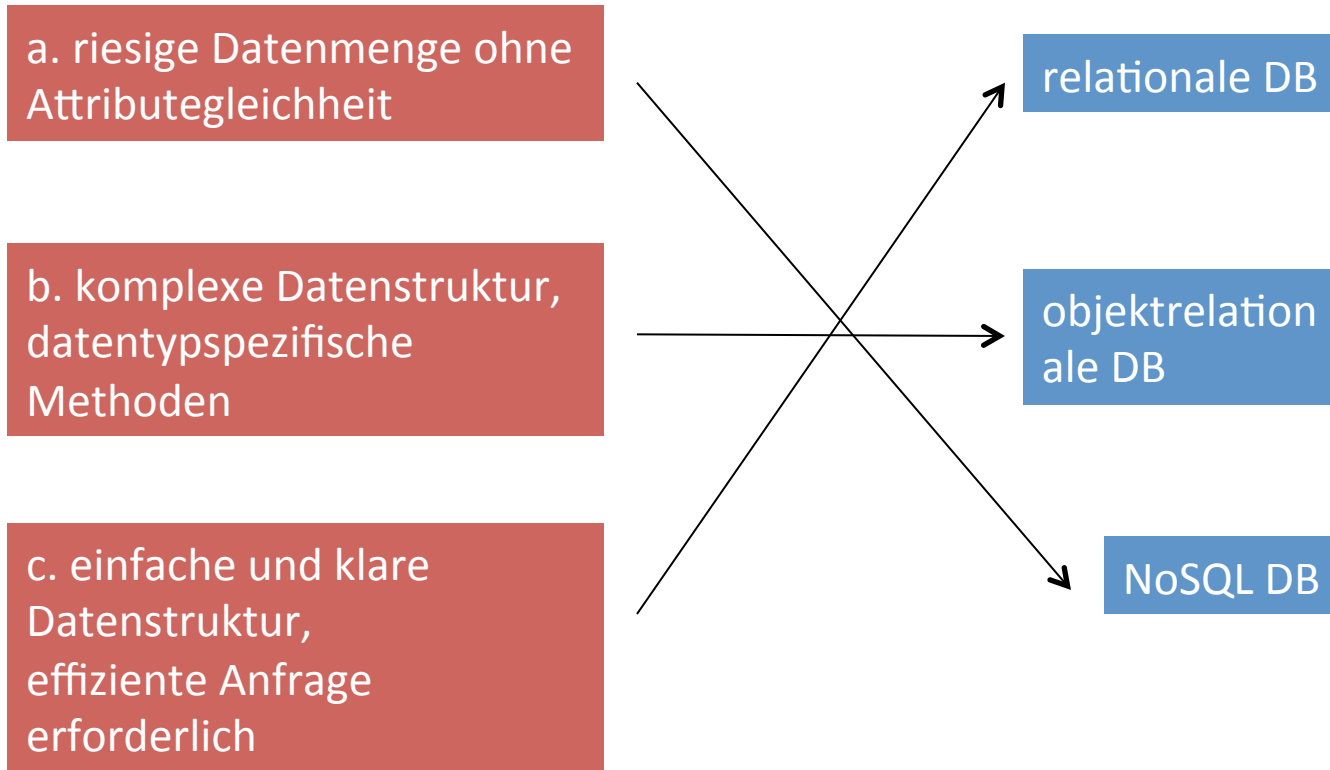 a. riesige Datenmenge ohne
Attributegleichheit
relationale DB
b. komplexe Datenstruktur,
datentypspezifische
Methoden
objektrelation
ale DB
c. einfache und klare
Datenstruktur,
effiziente Anfrage
erforderlich
NoSQL DB